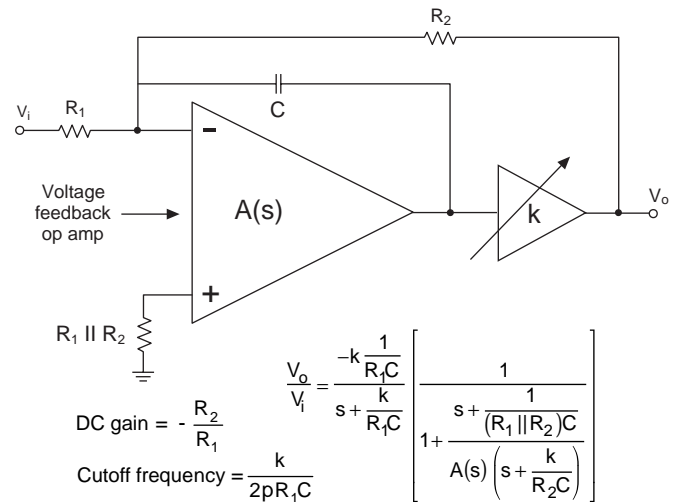 R₂
C
Vᵢ
R₁
−
Voltage
feedback
op amp
A(s)
k
Vₒ
+
R₁ II R₂
DC gain = - R₂/R₁
Cutoff frequency = k/2pR₁C
Vₒ/Vᵢ = (−k 1/R₁C)/(s + k/R₁C) [1/(1 + (s + 1/((R₁||R₂)C))/(A(s)(s + k/R₂C)))]